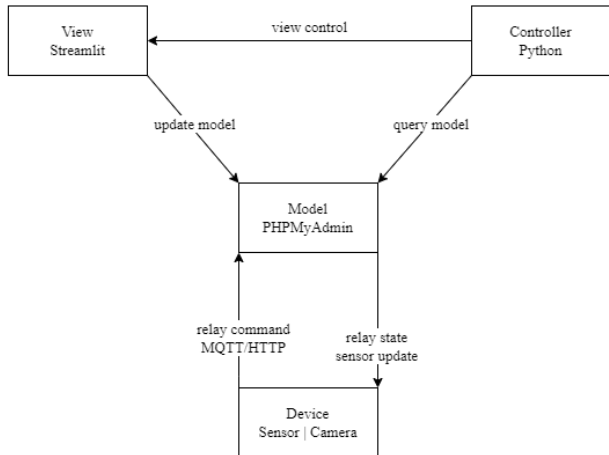 View
Streamlit
view control
Controller
Python
update model
query model
Model
PHPMyAdmin
relay command
MQTT/HTTP
relay state
sensor update
Device
Sensor | Camera